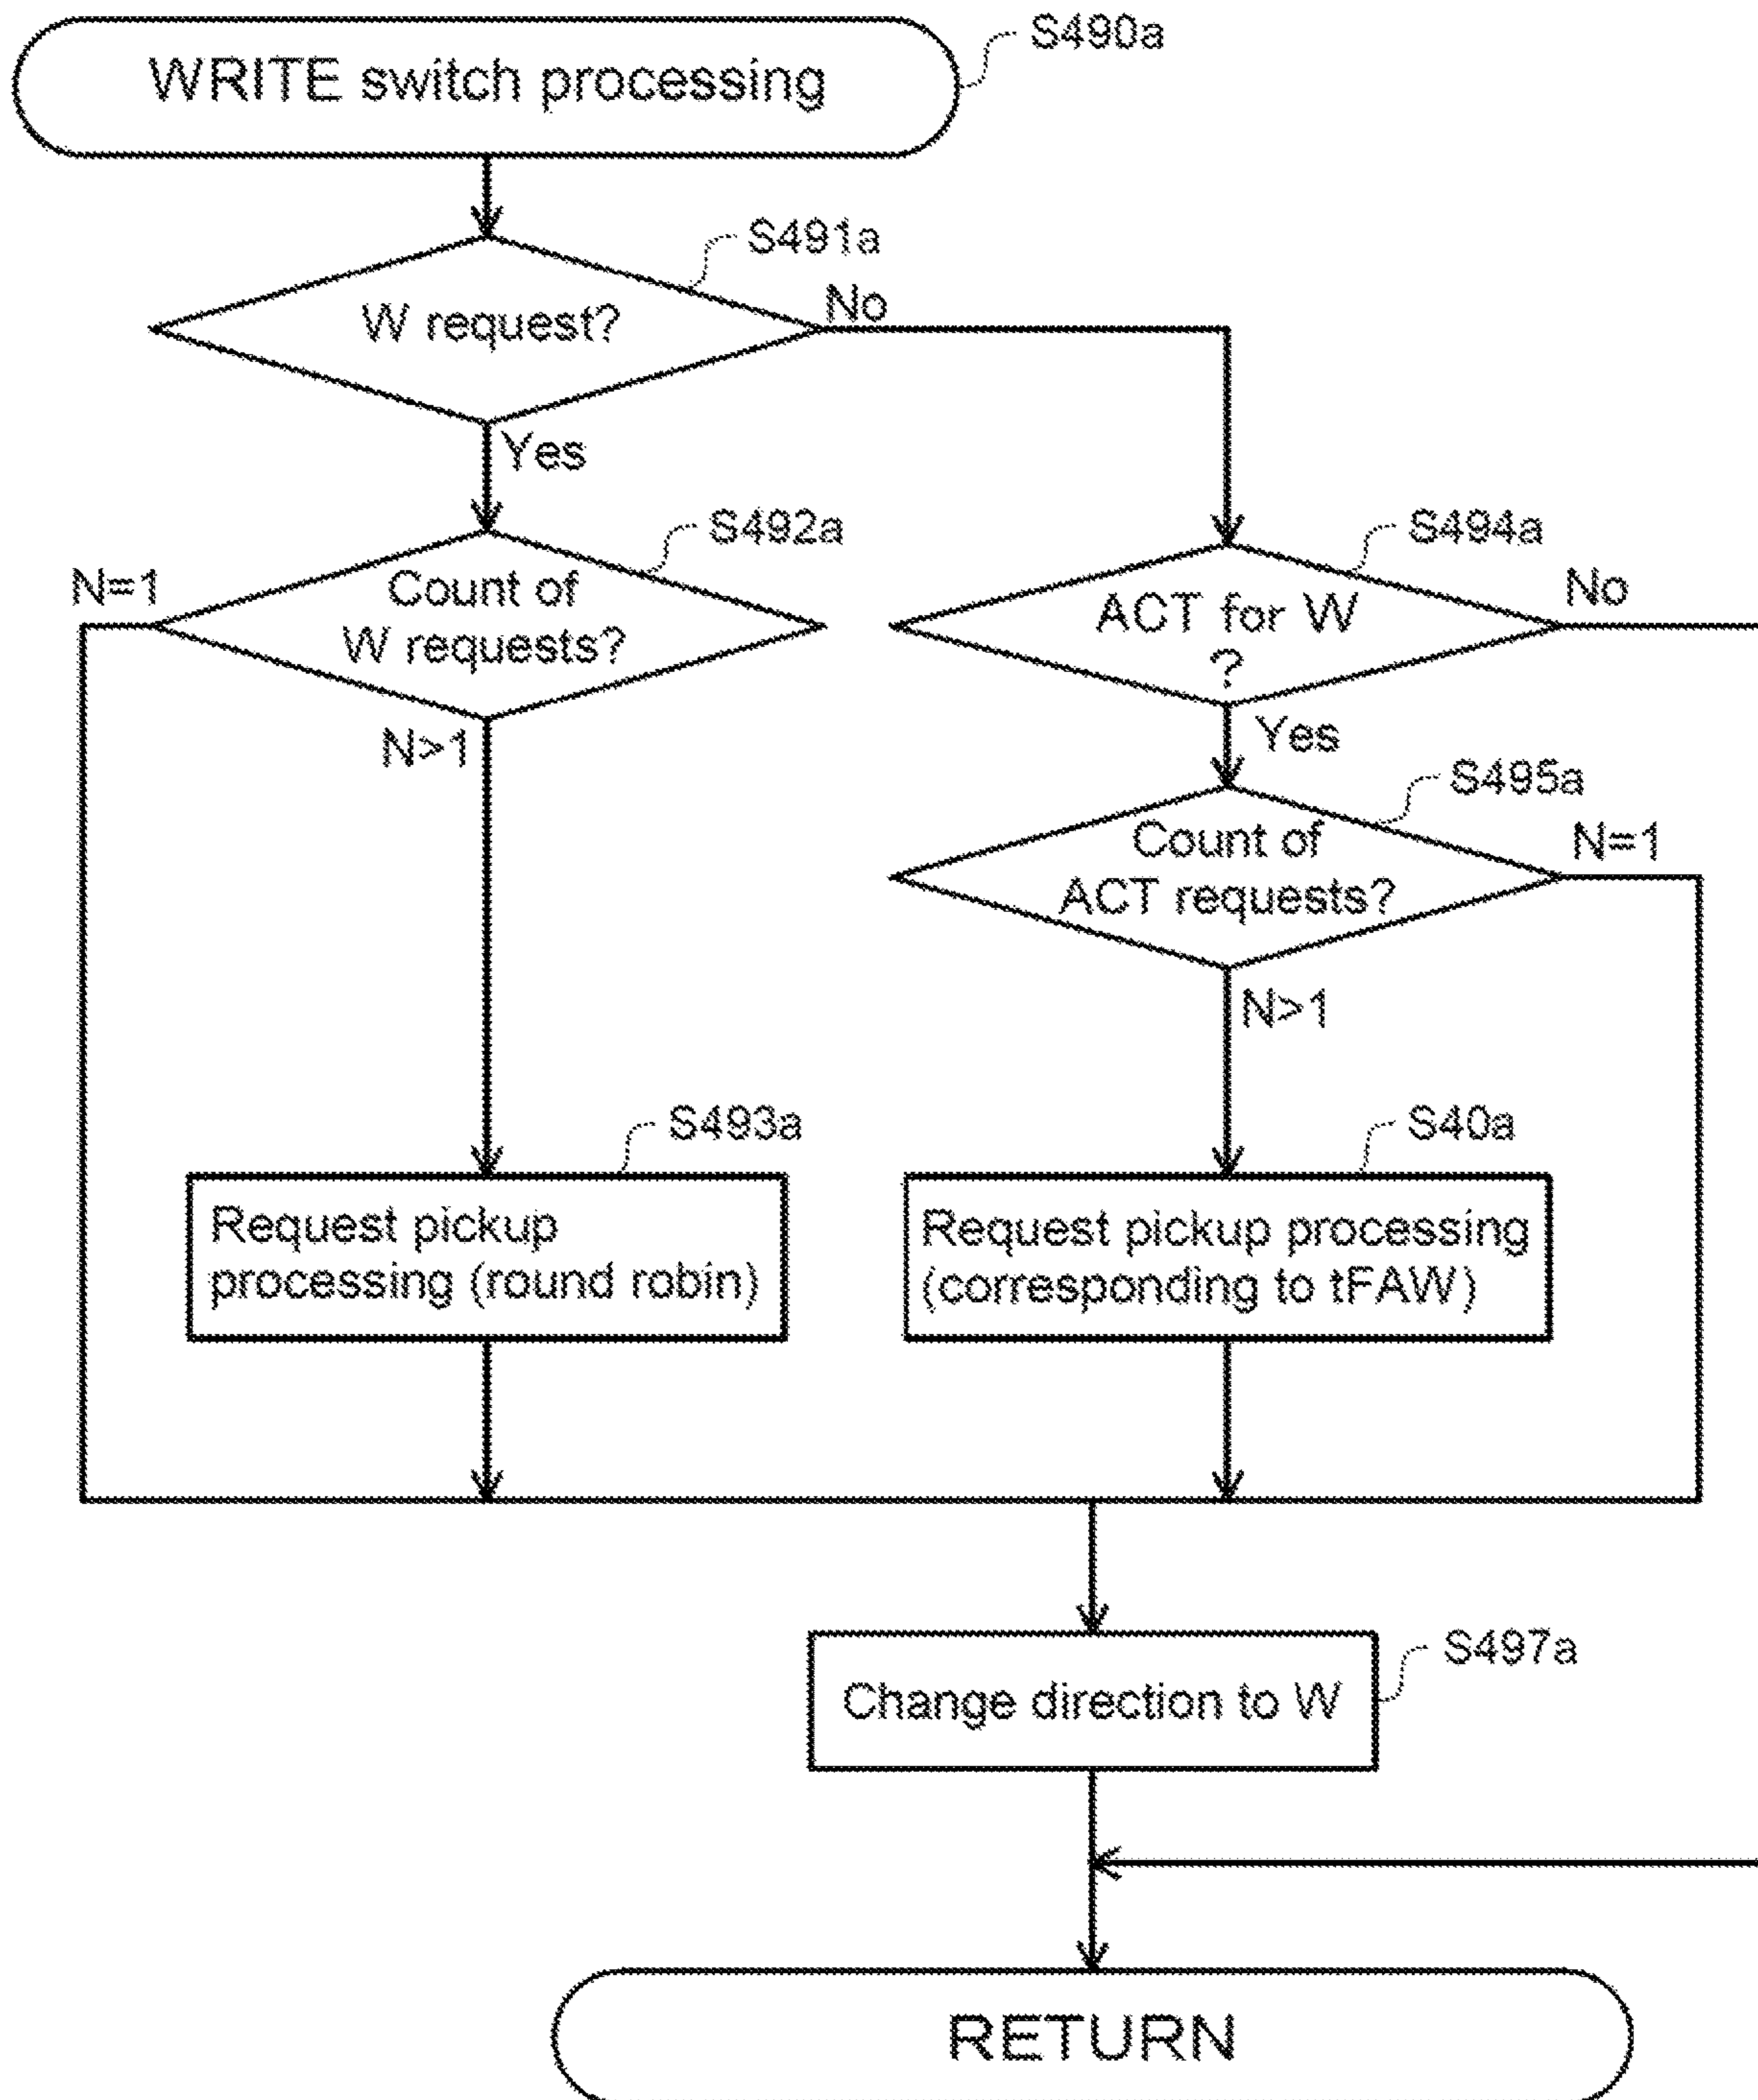 S490a
WRITE switch processing
S491a
W request?
No
Yes
S492a
N=1
Count of
W requests?
N>1
S494a
ACT for W
?
No
Yes
S495a
Count of
ACT requests?
N=1
N>1
S493a
Request pickup
processing (round robin)
S40a
Request pickup processing
(corresponding to tFAW)
S497a
Change direction to W
RETURN